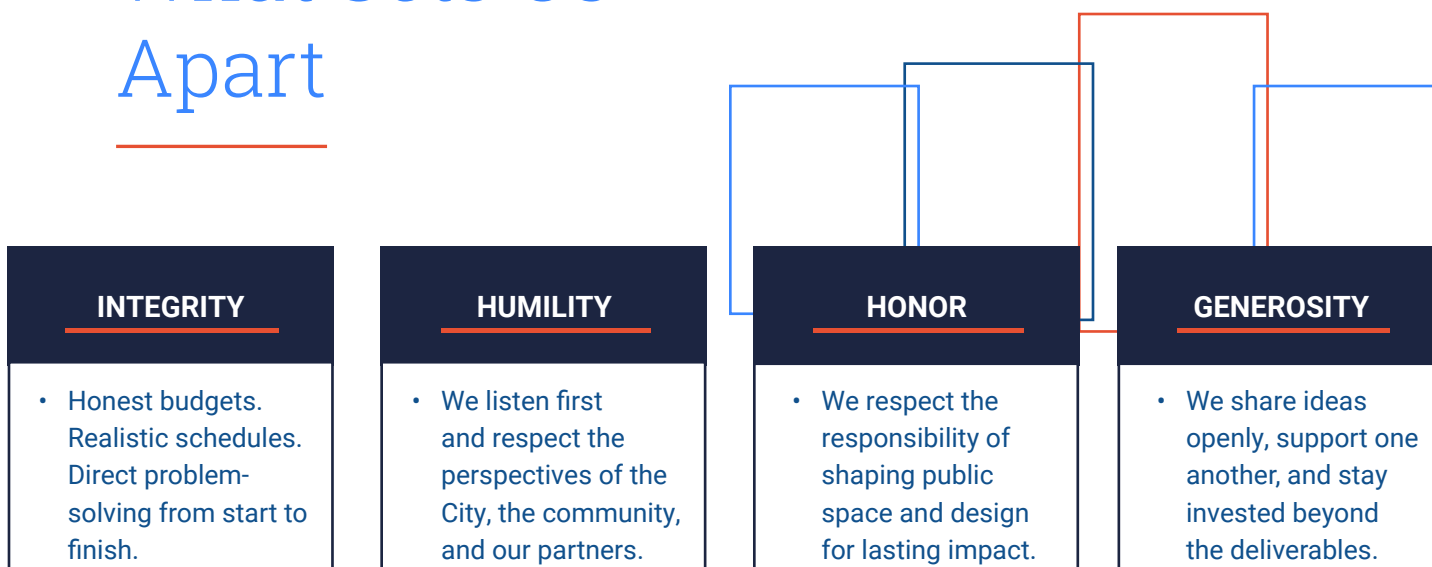 What Sets Us
Apart
INTEGRITY
• Honest budgets.
Realistic schedules.
Direct problem-
solving from start to
finish.
HUMILITY
• We listen first
and respect the
perspectives of the
City, the community,
and our partners.
HONOR
• We respect the
responsibility of
shaping public
space and design
for lasting impact.
GENEROSITY
• We share ideas
openly, support one
another, and stay
invested beyond
the deliverables.